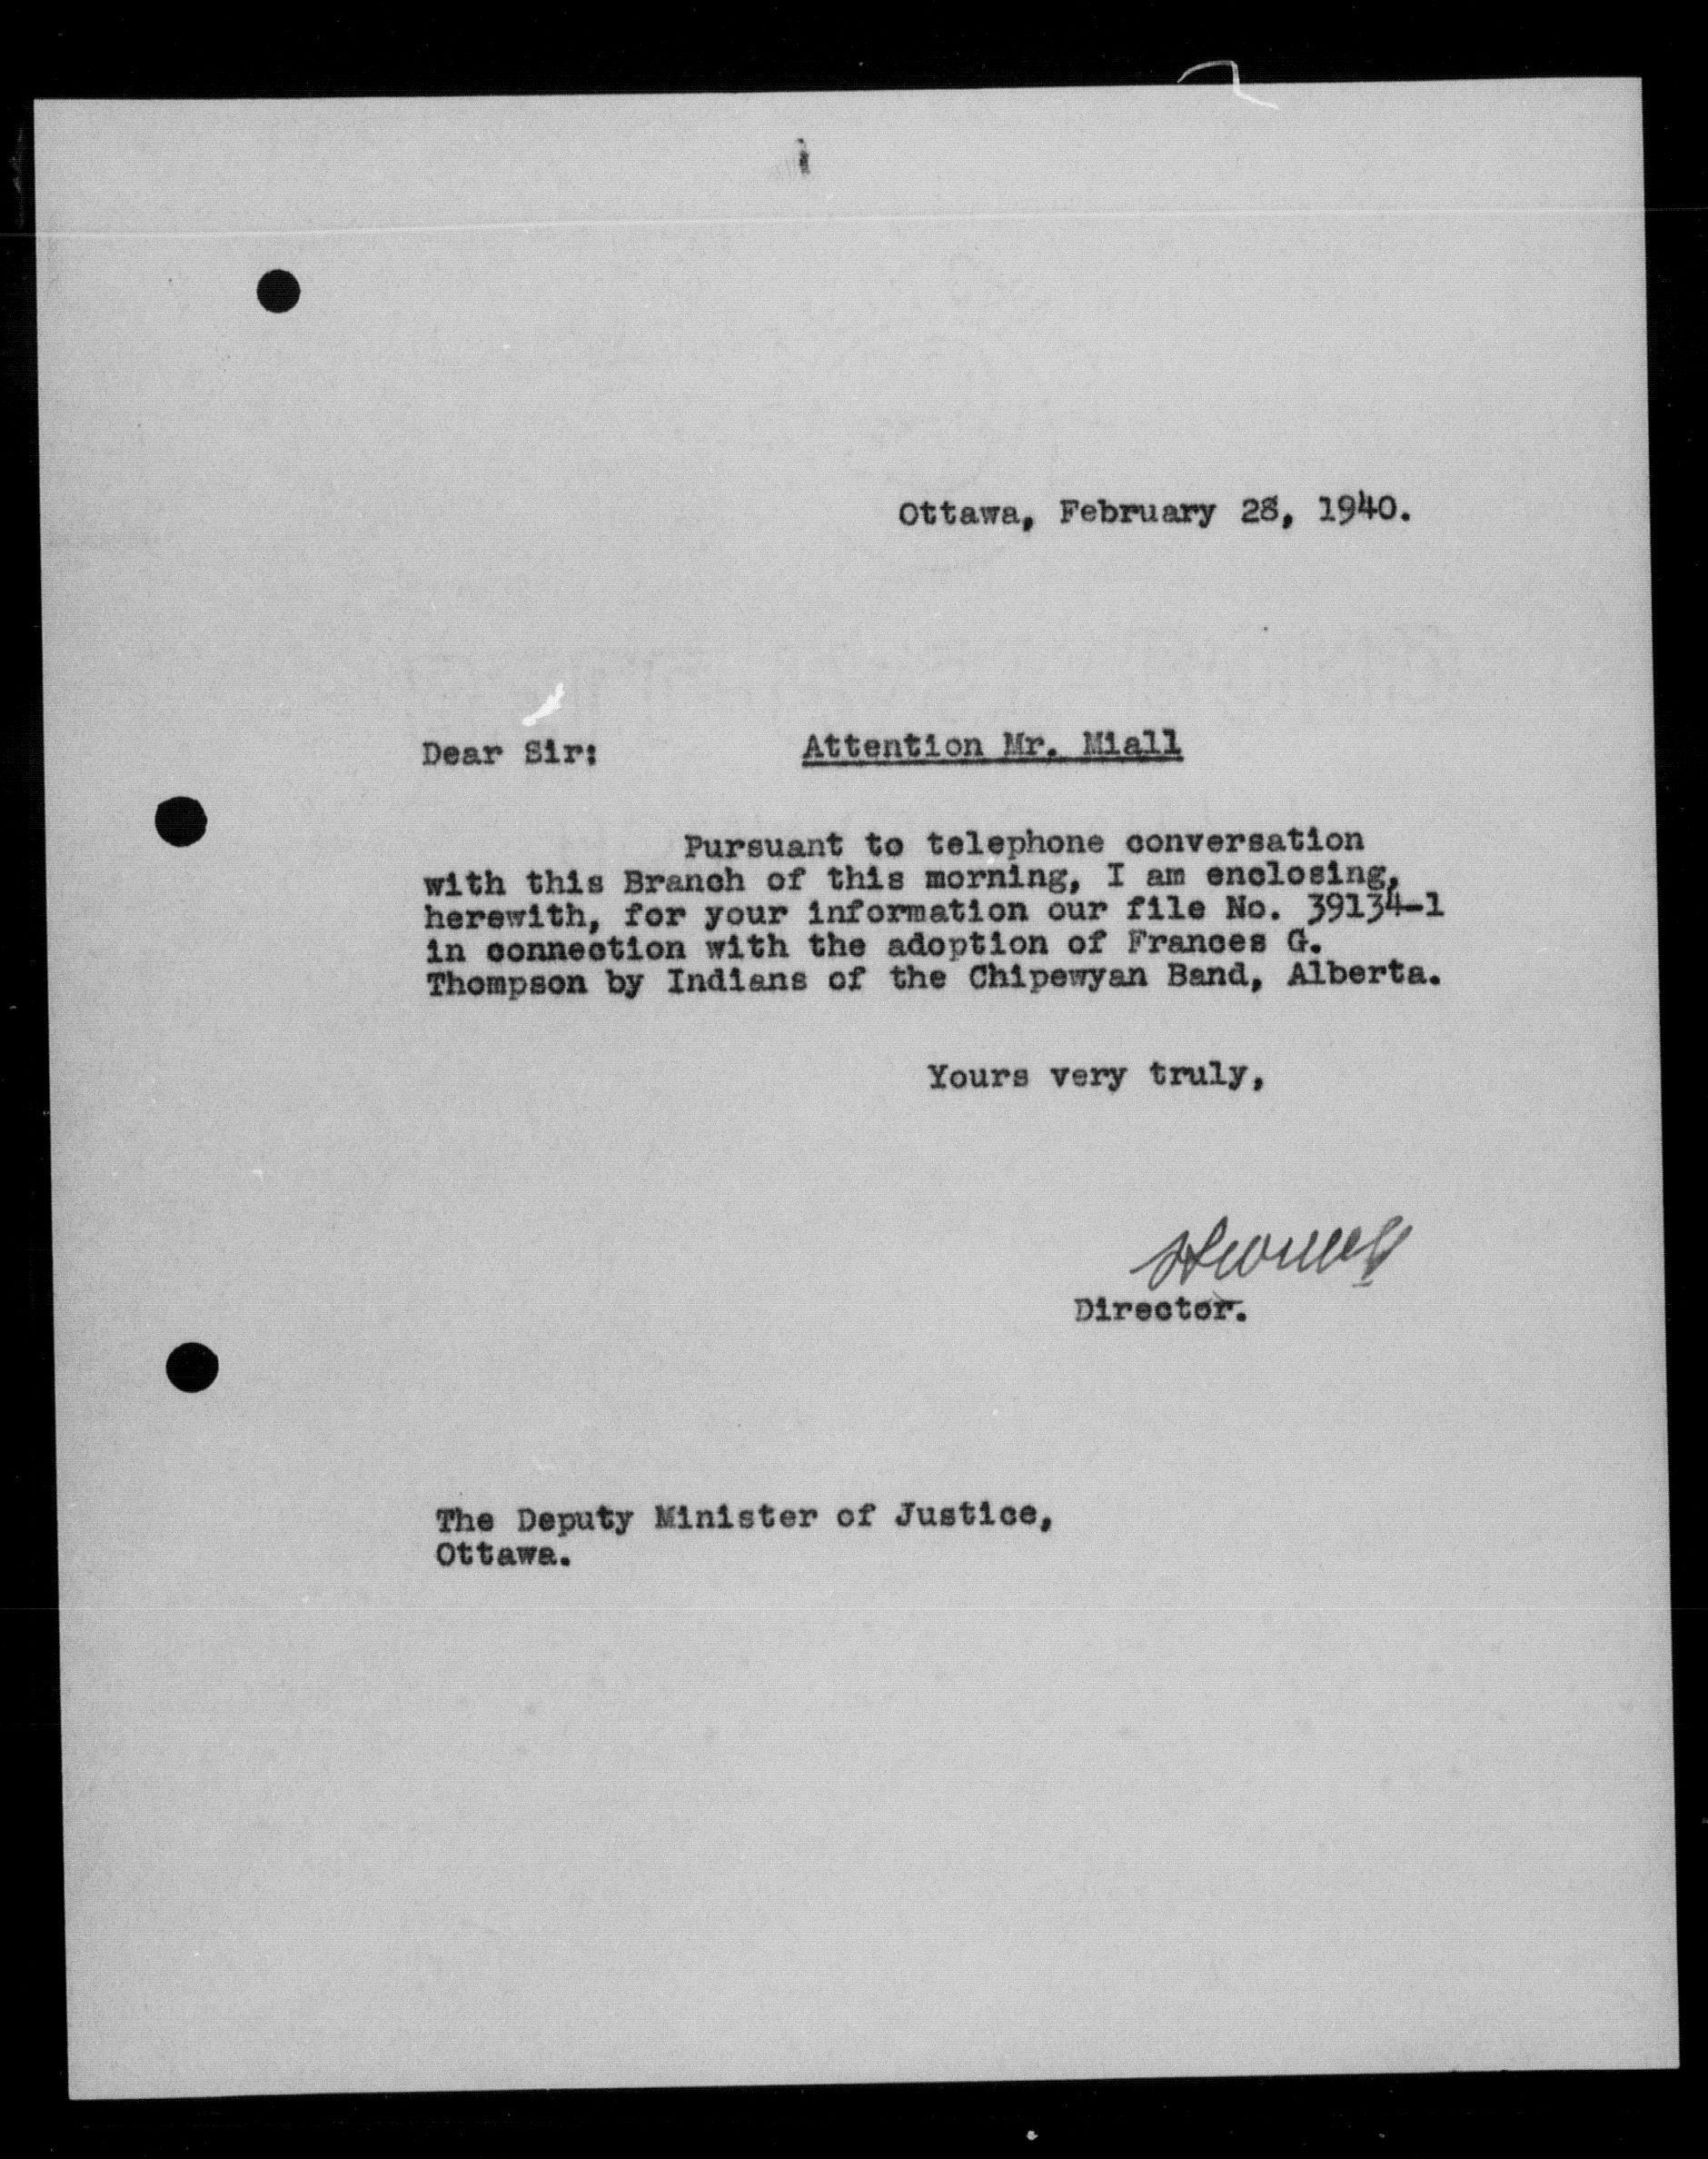 Ottawa, February 28, 1940.
Dear Sir: Attention Mr. Miall
Pursuant to telephone conversation
with this Branch of this morning, I am enclosing,
herewith, for your information our file No. 39134-1
in connection with the adoption of Frances G.
Thompson by Indians of the Chipewyan Band, Alberta.
Yours very truly,
Director.
The Deputy Minister of Justice,
Ottawa.